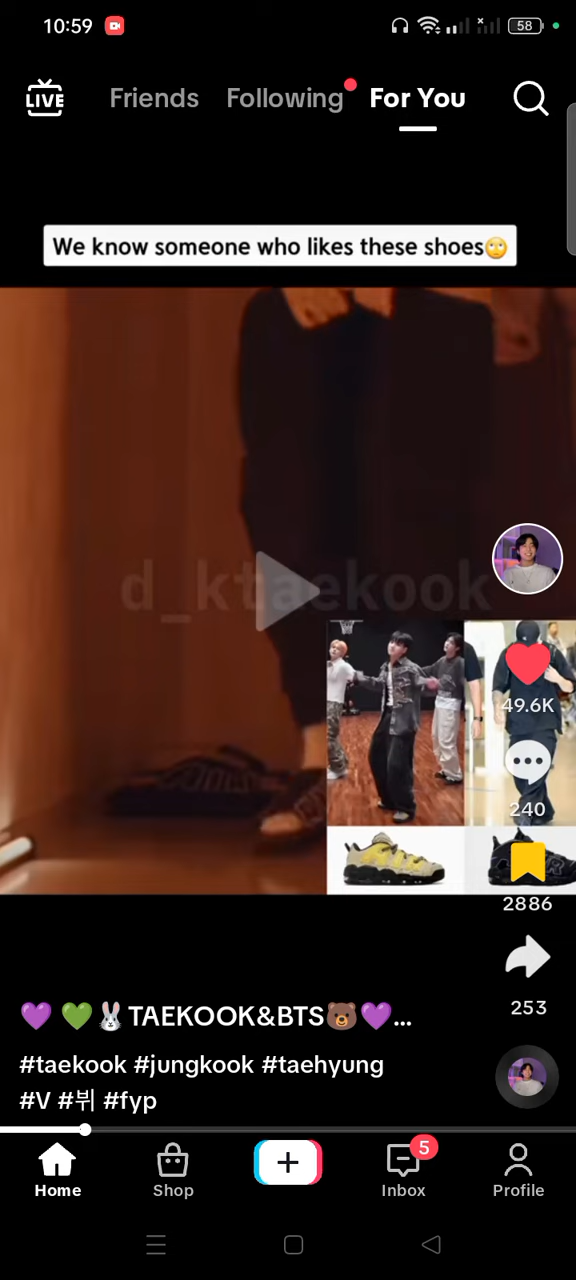 10:59
58
LIVE
Friends
Following
For You
We know someone who likes these shoes🙄
d_ktaekook
49.6K
240
2886
253
💜 💚🐰TAEKOOK&BTS🐻💜...
#taekook #jungkook #taehyung
#V #뷔 #fyp
5
Home
Shop
Inbox
Profile